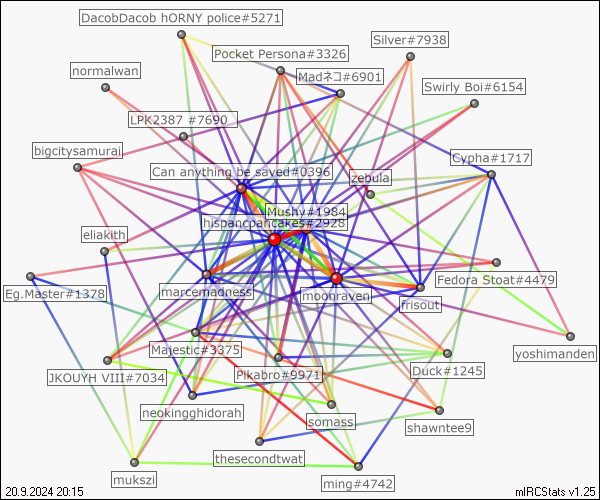 DacobDacob hORNY police#5271
Silver#7938
Pocket Persona#3326
normalwan
Madネコ#6901
Swirly Boi#6154
LPK2387 #7690
bigcitysamurai
Cypha#1717
Can anything be saved#0396
zebula
Mushy#1984
hispancpancakes#2928
eliakith
Fedora Stoat#4479
Eg.Master#1378
marcemadness
moonraven
frisout
Majestic#3375
yoshimanden
Duck#1245
JKOUYH VIII#7034
Pikabro#9971
neokingghidorah
somass
shawntee9
thesecondtwat
mukszi
ming#4742
20.9.2024 20:15
mIRCStats v1.25